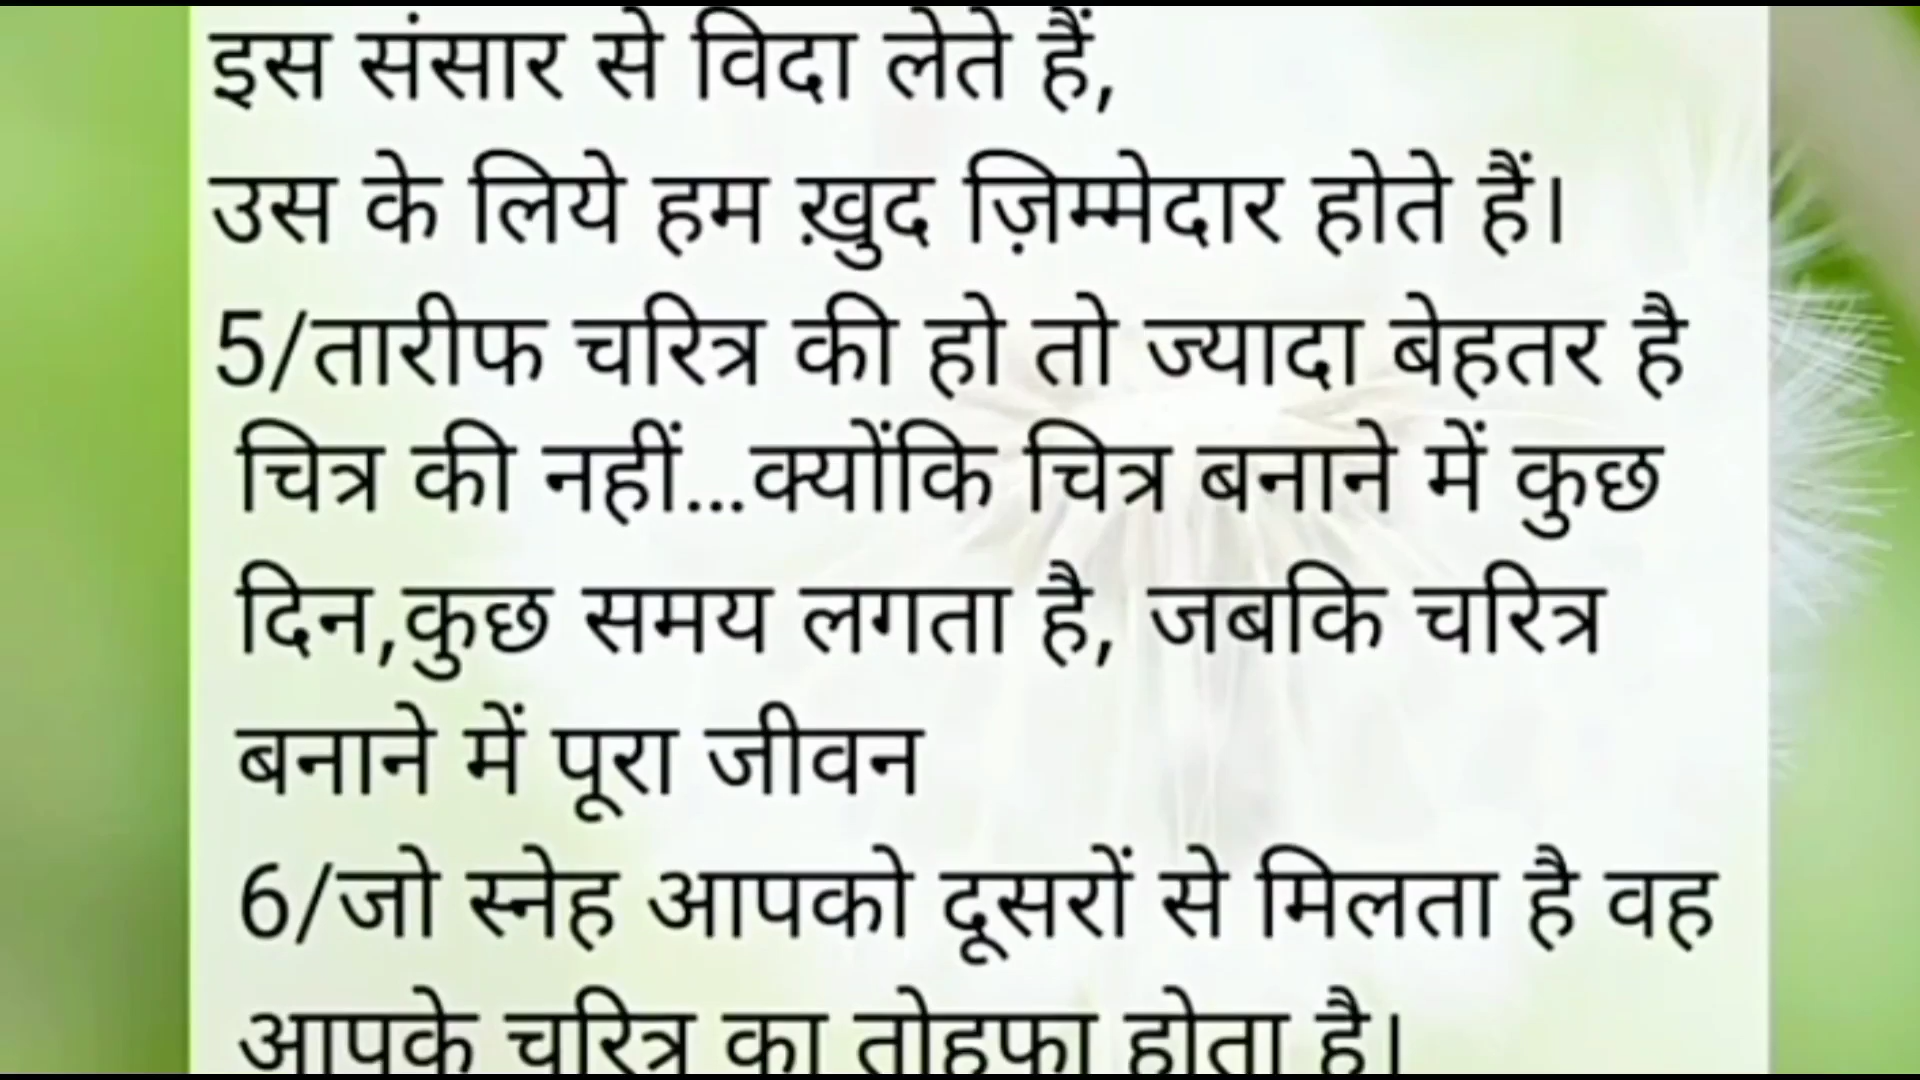 इस संसार से विदा लेते हैं,
उस के लिये हम ख़ुद ज़िम्मेदार होते हैं।
5/तारीफ चरित्र की हो तो ज्यादा बेहतर है
चित्र की नहीं...क्योंकि चित्र बनाने में कुछ
दिन,कुछ समय लगता है, जबकि चरित्र
बनाने में पूरा जीवन
6/जो स्नेह आपको दूसरों से मिलता है वह
आपके चरित्र का तोहफा होता है।